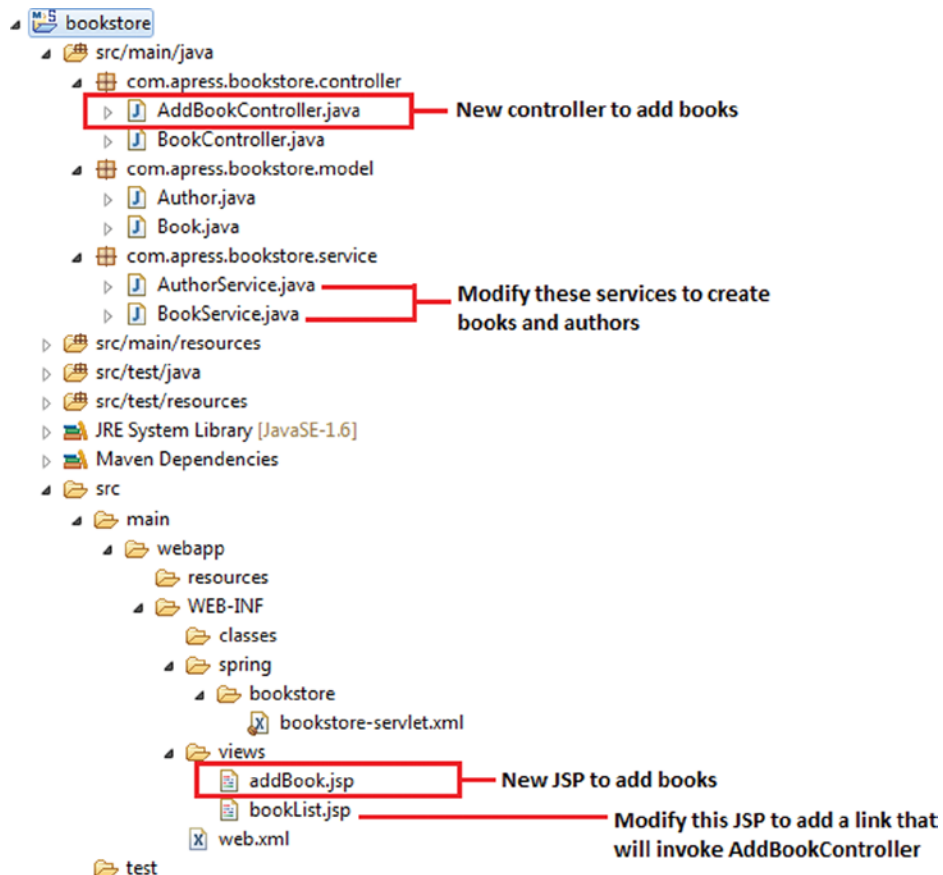 bookstore
src/main/java
com.apress.bookstore.controller
AddBookController.java
New controller to add books
BookController.java
com.apress.bookstore.model
Author.java
Book.java
com.apress.bookstore.service
AuthorService.java
BookService.java
Modify these services to create
books and authors
src/main/resources
src/test/java
src/test/resources
JRE System Library [JavaSE-1.6]
Maven Dependencies
src
main
webapp
resources
WEB-INF
classes
spring
bookstore
bookstore-servlet.xml
views
addBook.jsp
New JSP to add books
bookList.jsp
Modify this JSP to add a link that
will invoke AddBookController
web.xml
test